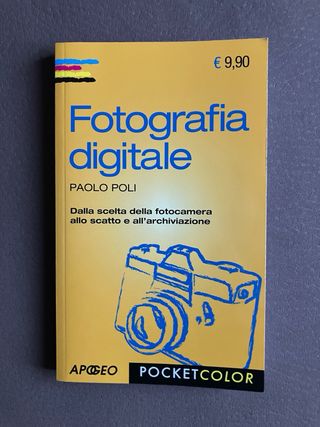 € 9,90
Fotografia
digitale
PAOLO POLI
Dalla scelta della fotocamera
allo scatto e all'archiviazione
APOGEO
POCKETCOLOR